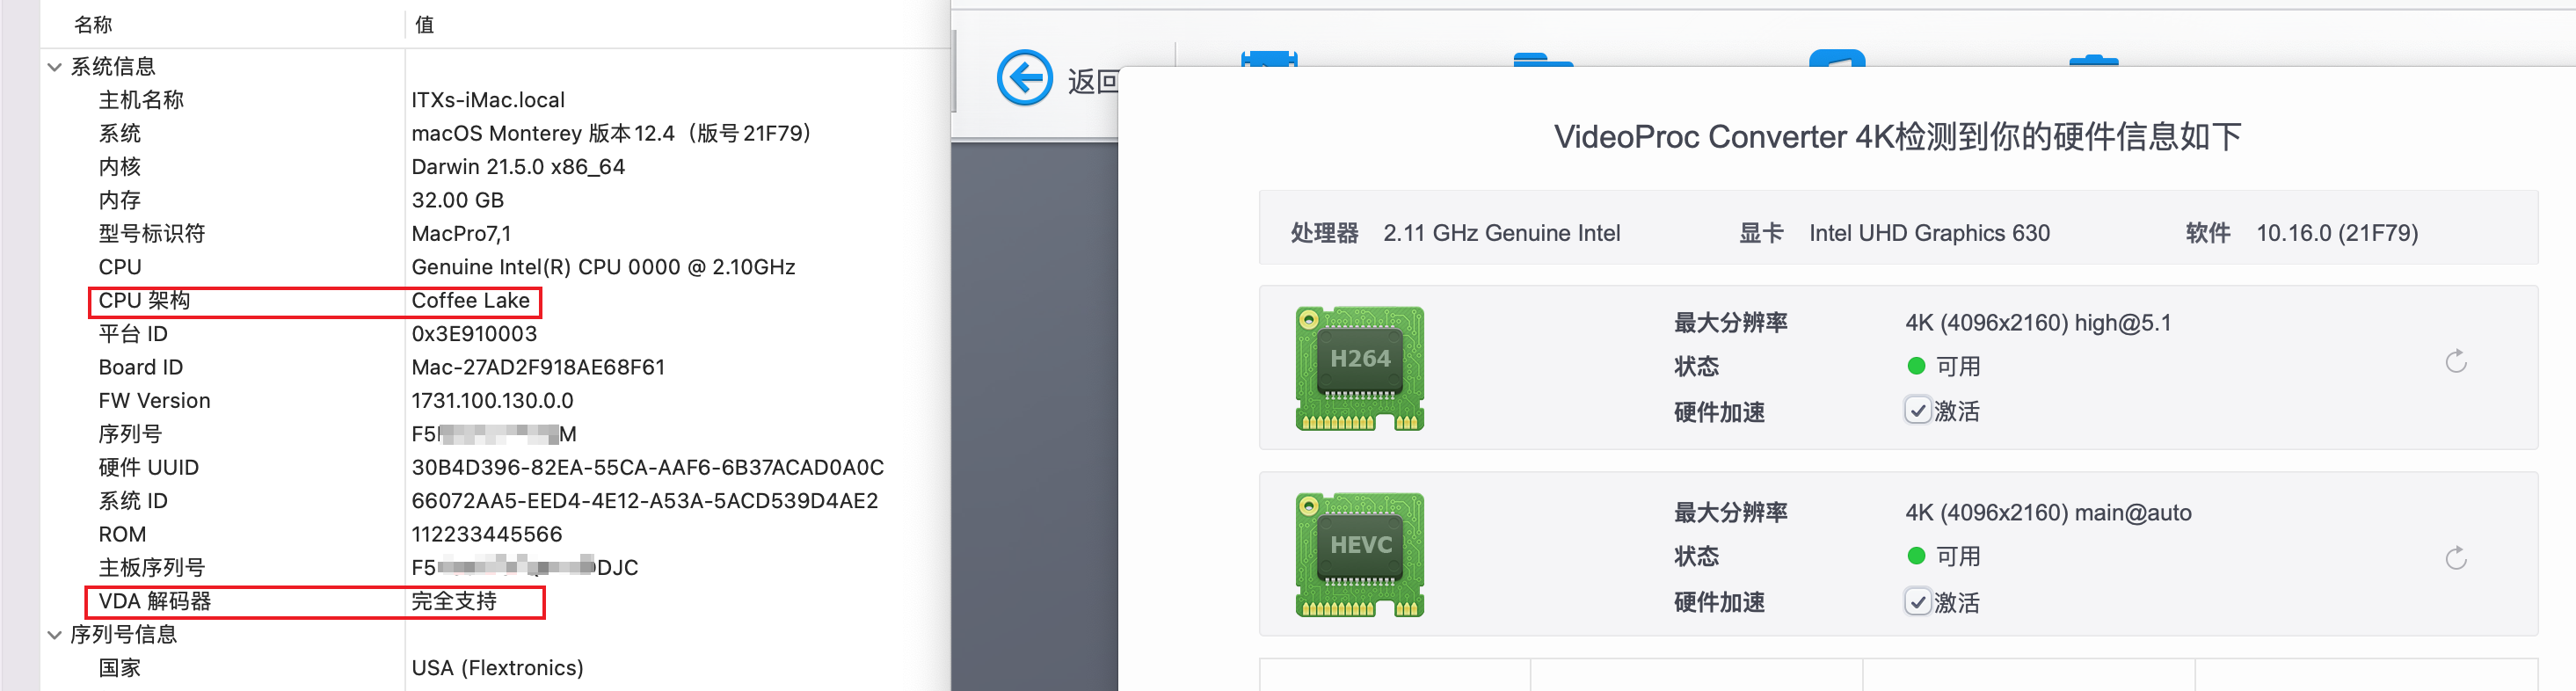 名称 值
系统信息
主机名称 ITXs-iMac.local
系统 macOS Monterey 版本12.4（版号21F79）
内核 Darwin 21.5.0 x86_64
内存 32.00 GB
型号标识符 MacPro7,1
CPU Genuine Intel(R) CPU 0000 @ 2.10GHz
CPU 架构 Coffee Lake
平台 ID 0x3E910003
Board ID Mac-27AD2F918AE68F61
FW Version 1731.100.130.0.0
序列号 F5 M
硬件 UUID 30B4D396-82EA-55CA-AAF6-6B37ACAD0A0C
系统 ID 66072AA5-EED4-4E12-A53A-5ACD539D4AE2
ROM 112233445566
主板序列号 F5 DJC
VDA 解码器 完全支持
序列号信息
国家 USA (Flextronics)
返回
VideoProc Converter 4K检测到你的硬件信息如下
处理器 2.11 GHz Genuine Intel 显卡 Intel UHD Graphics 630 软件 10.16.0 (21F79)
H264
最大分辨率 4K (4096x2160) high@5.1
状态 可用
硬件加速 激活
HEVC
最大分辨率 4K (4096x2160) main@auto
状态 可用
硬件加速 激活